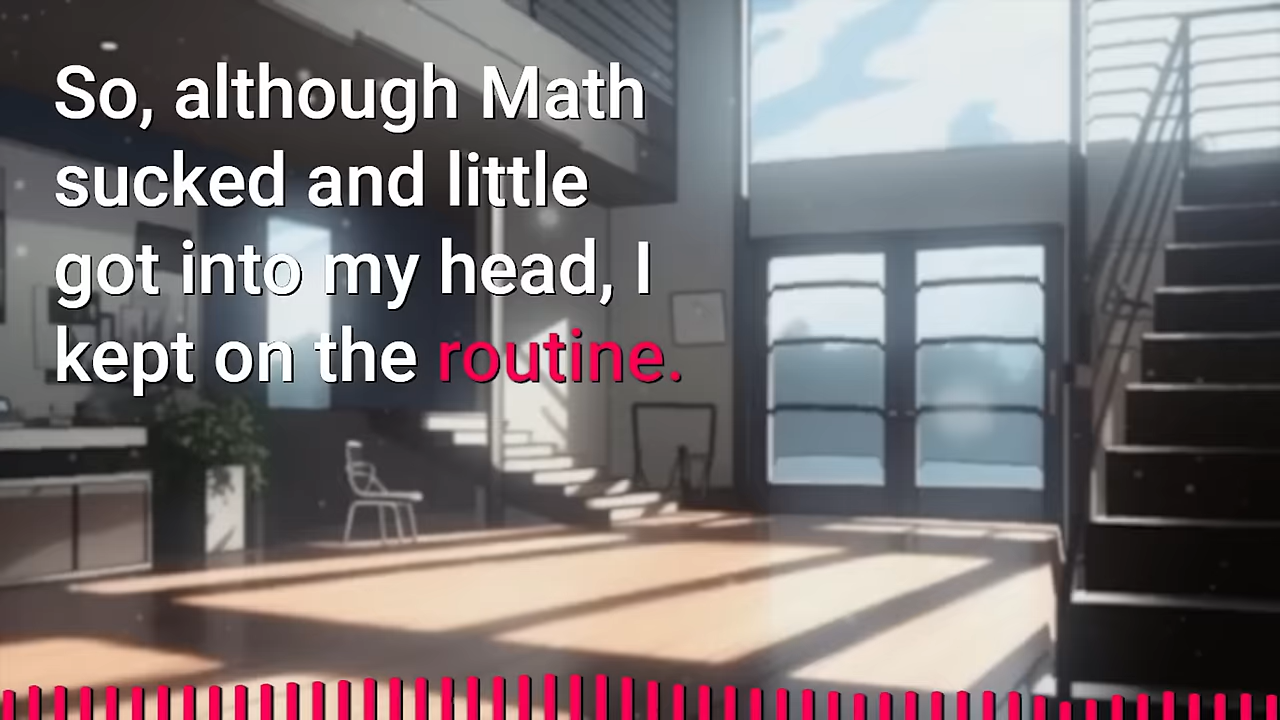 So, although Math
sucked and little
got into my head, I
kept on the routine.